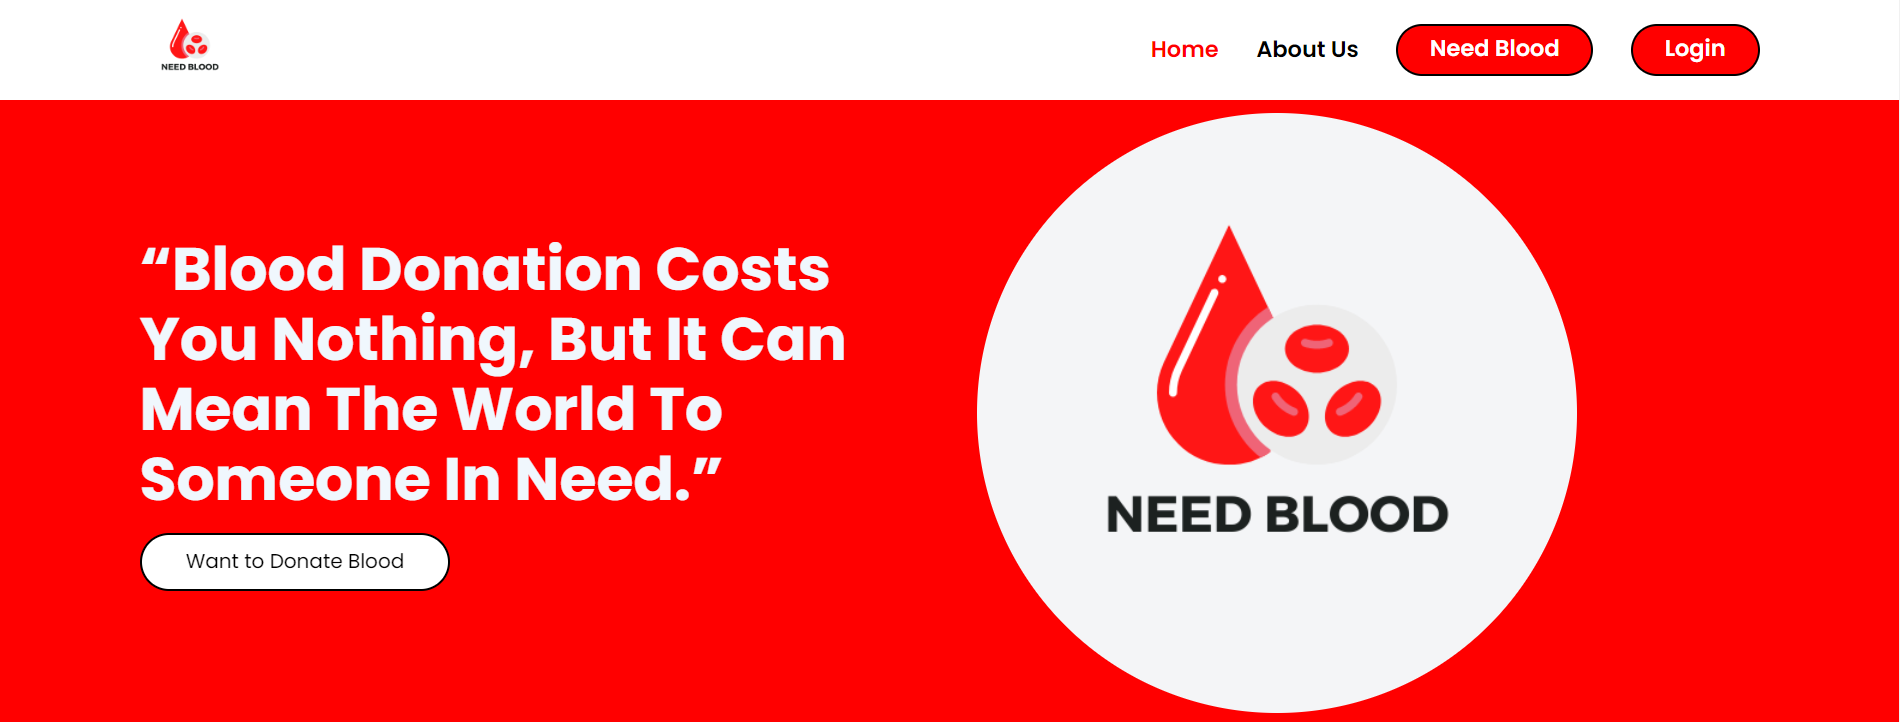 NEED BLOOD
Home
About Us
Need Blood
Login
“Blood Donation Costs
You Nothing, But It Can
Mean The World To
Someone In Need.”
Want to Donate Blood
NEED BLOOD